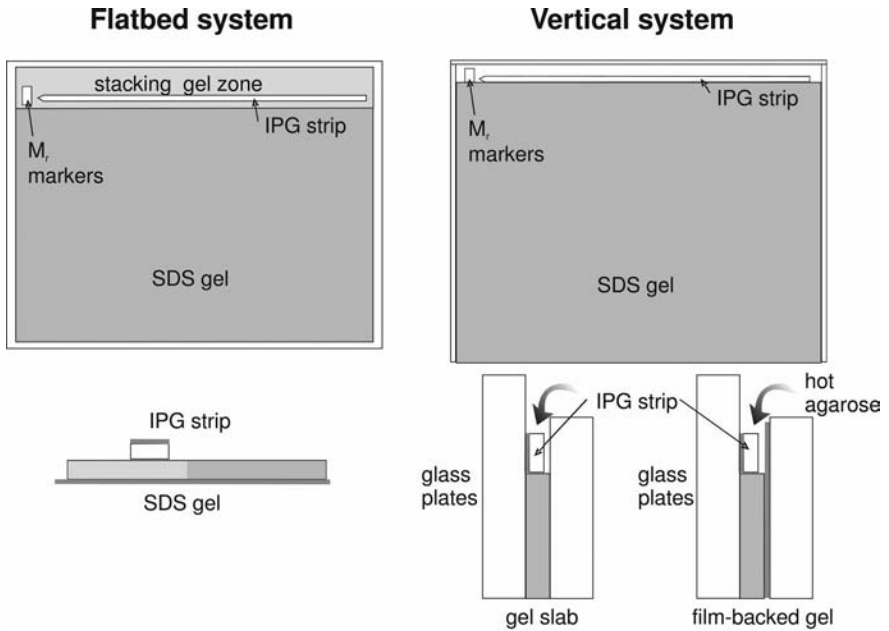 Flatbed system
stacking gel zone
IPG strip
Mr
markers
SDS gel
IPG strip
SDS gel
Vertical system
IPG strip
Mr
markers
SDS gel
hot
agarose
IPG strip
glass
plates
glass
plates
gel slab
film-backed gel